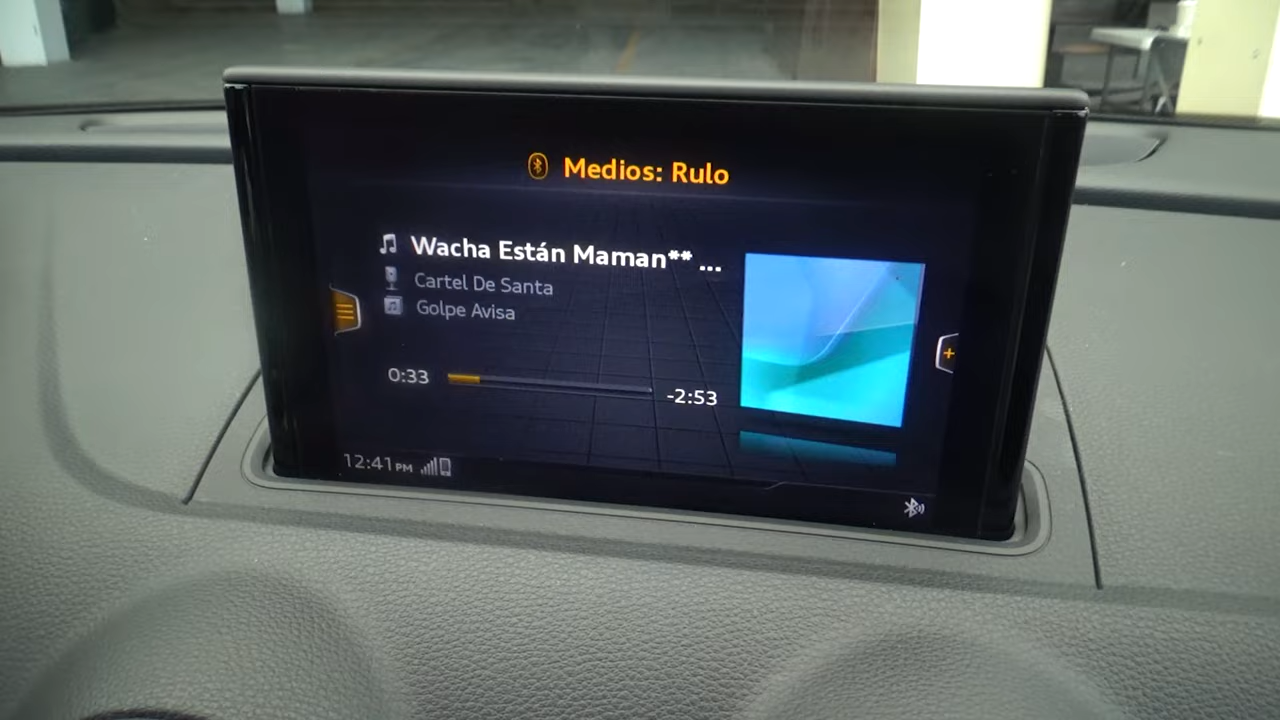 Medios: Rulo
Wacha Están Maman** ...
Cartel De Santa
Golpe Avisa
0:33
-2:53
12:41 PM